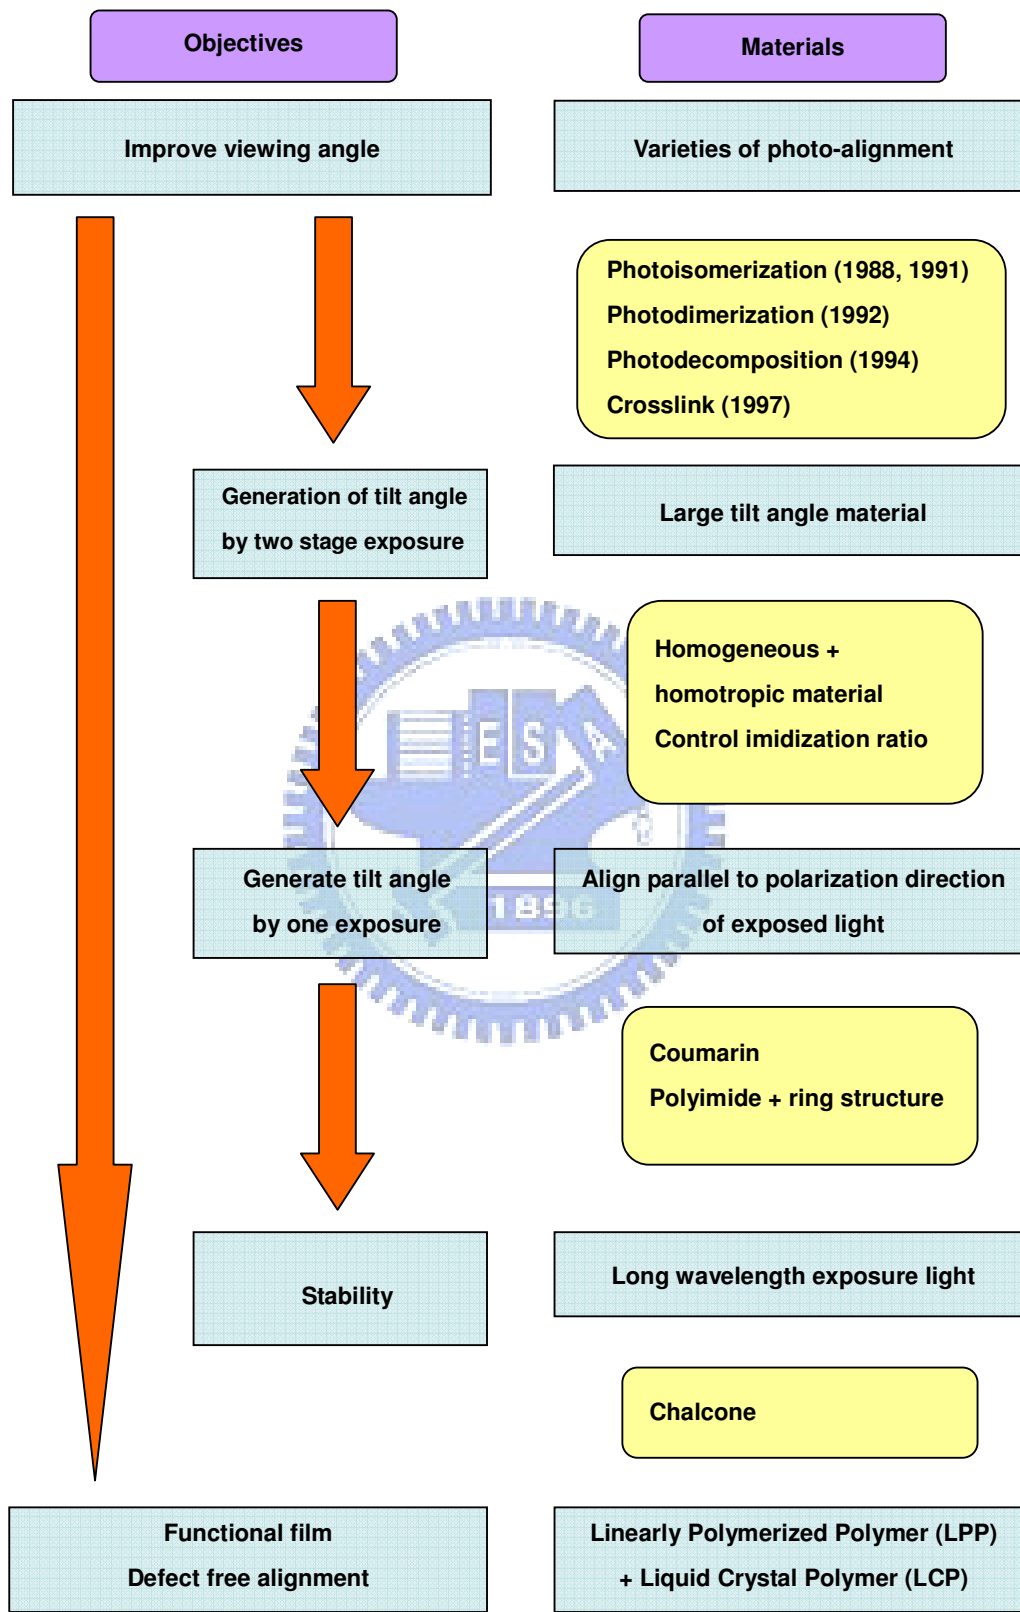 Objectives
Materials
Improve viewing angle
Varieties of photo-alignment
Photoisomerization (1988, 1991)
Photodimerization (1992)
Photodecomposition (1994)
Crosslink (1997)
Generation of tilt angle
by two stage exposure
Large tilt angle material
Homogeneous +
homotropic material
Control imidization ratio
ESA
Generate tilt angle
by one exposure
Align parallel to polarization direction
of exposed light
1896
Coumarin
Polyimide + ring structure
Stability
Long wavelength exposure light
Chalcone
Functional film
Defect free alignment
Linearly Polymerized Polymer (LPP)
+ Liquid Crystal Polymer (LCP)